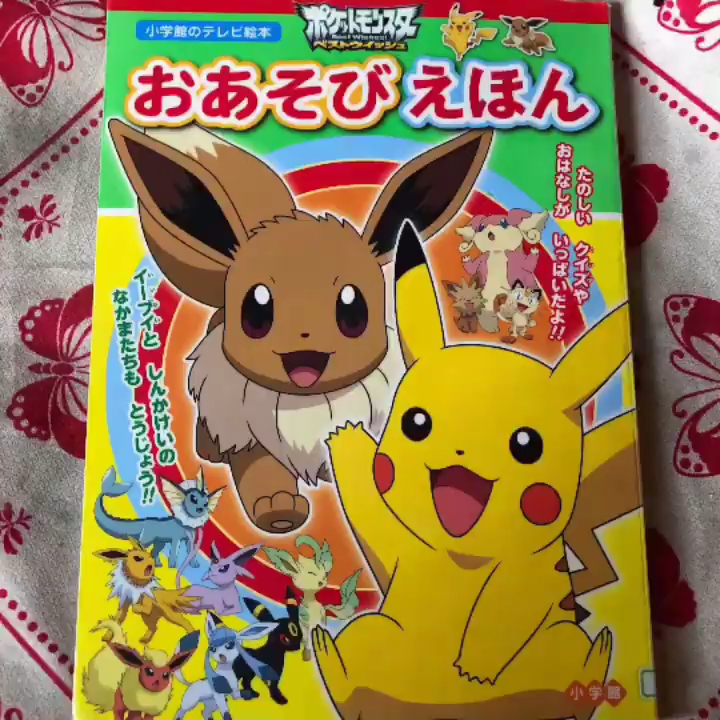 小学館のテレビ絵本
ポケットモンスター
Best Wishes!
ベストウイッシュ
おあそび えほん
たのしい クイズや
おはなしが いっぱいだよ!!
イーブイと しんかけいの
なかまたちも とうじょう!!
小学館